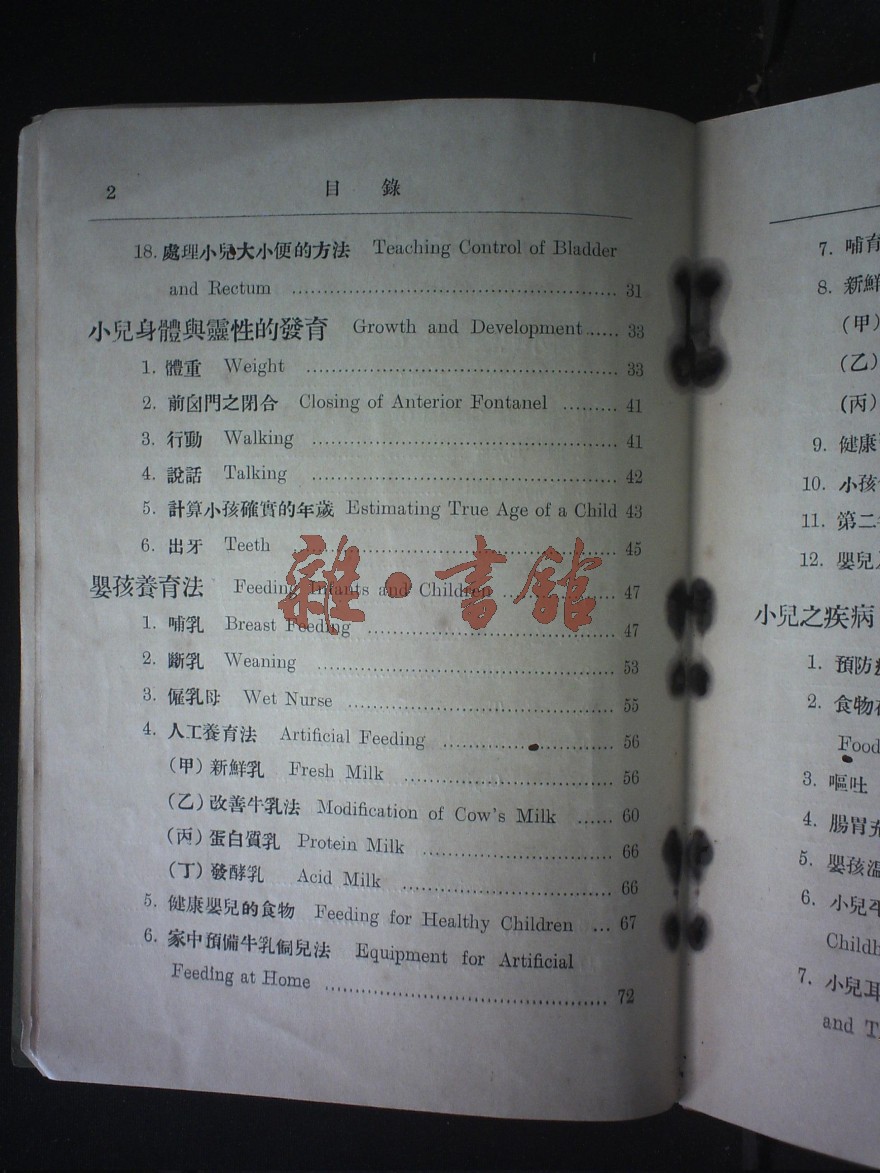 2 目錄
18. 處理小兒大小便的方法 Teaching Control of Bladder
and Rectum ................ 31
小兒身體與靈性的發育 Growth and Development ...... 33
1. 體重 Weight ................ 33
2. 前囟門之閉合 Closing of Anterior Fontanel ......... 41
3. 行動 Walking ................ 41
4. 說話 Talking ................ 42
5. 計算小孩確實的年歲 Estimating True Age of a Child 43
6. 出牙 Teeth ................ 45
嬰孩養育法 Feeding Infants and Children ................ 47
1. 哺乳 Breast Feeding ................ 47
2. 斷乳 Weaning ................ 53
3. 僱乳母 Wet Nurse ................ 55
4. 人工養育法 Artificial Feeding ................ 56
(甲) 新鮮乳 Fresh Milk ................ 56
(乙) 改善牛乳法 Modification of Cow's Milk ...... 60
(丙) 蛋白質乳 Protein Milk ................ 66
(丁) 發酵乳 Acid Milk ................ 66
5. 健康嬰兒的食物 Feeding for Healthy Children ... 67
6. 家中預備牛乳飼兒法 Equipment for Artificial
Feeding at Home ................ 72
雜·書館
7. 哺育
8. 新鮮
(甲)
(乙)
(丙)
9. 健康
10. 小孩
11. 第二
12. 嬰兒
小兒之疾病
1. 預防
2. 食物
Food
3. 嘔吐
4. 腸胃
5. 嬰孩
6. 小兒
Childh
7. 小兒耳
and T